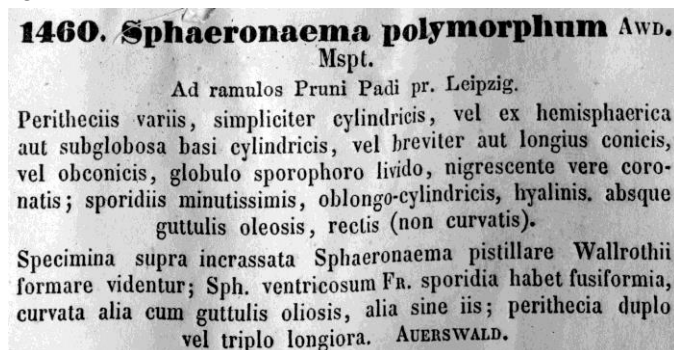 1460. Sphaeronaema polymorphum AWD.
Mspt.
Ad ramulos Pruni Padi pr. Leipzig.
Peritheciis variis, simpliciter cylindricis, vel ex hemisphaerica
aut subglobosa basi cylindricis, vel breviter aut longius conicis,
vel obconicis, globulo sporophoro livido, nigrescente vere coro-
natis; sporidiis minutissimis, oblongo-cylindricis, hyalinis. absque
guttulis oleosis, rectis (non curvatis).
Specimina supra incrassata Sphaeronaema pistillare Wallrothii
formare videntur; Sph. ventricosum FR. sporidia habet fusiformia,
curvata alia cum guttulis oliosis, alia sine iis; perithecia duplo
vel triplo longiora. AUERSWALD.